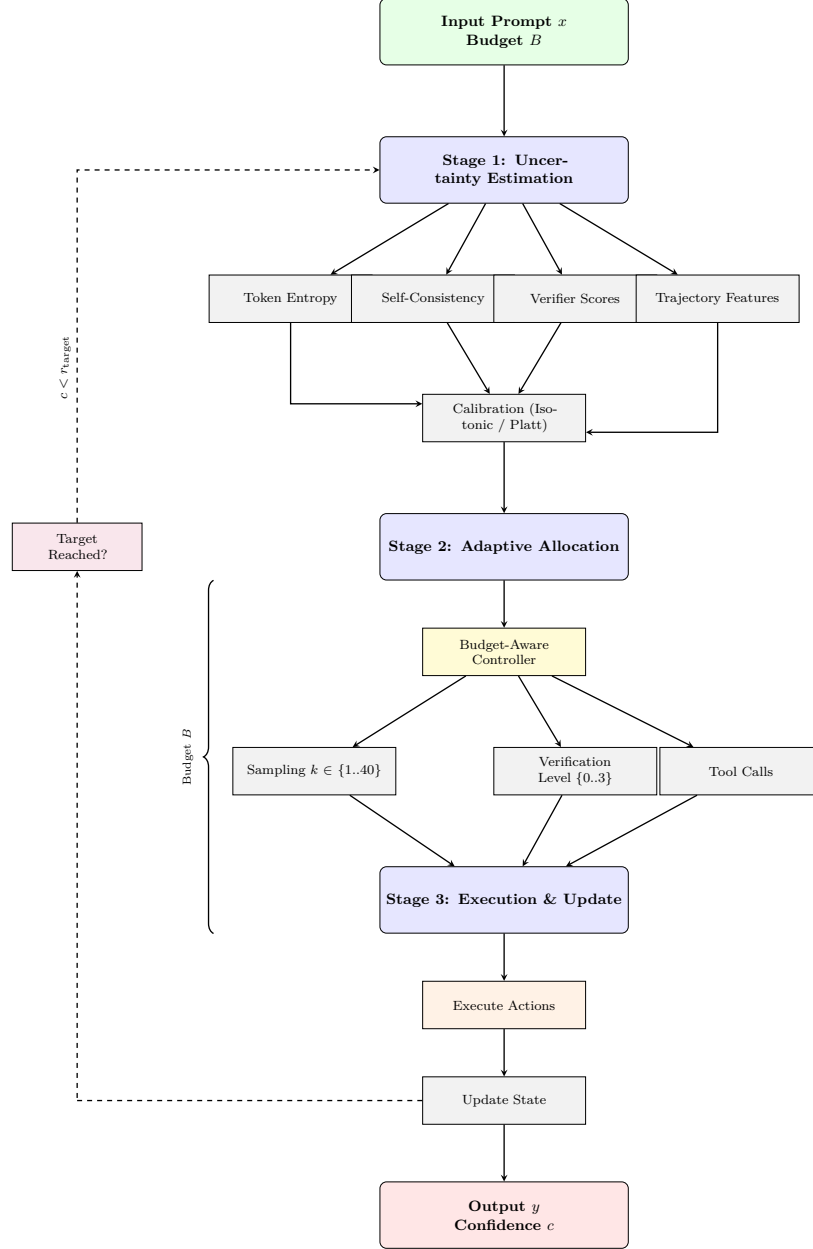 Input Prompt x
Budget B
Stage 1: Uncer-
tainty Estimation
Token Entropy
Self-Consistency
Verifier Scores
Trajectory Features
c < r_target
Calibration (Iso-
tonic / Platt)
Target
Reached?
Stage 2: Adaptive Allocation
Budget-Aware
Controller
Budget B
Sampling k ∈ {1..40}
Verification
Level {0..3}
Tool Calls
Stage 3: Execution & Update
Execute Actions
Update State
Output y
Confidence c